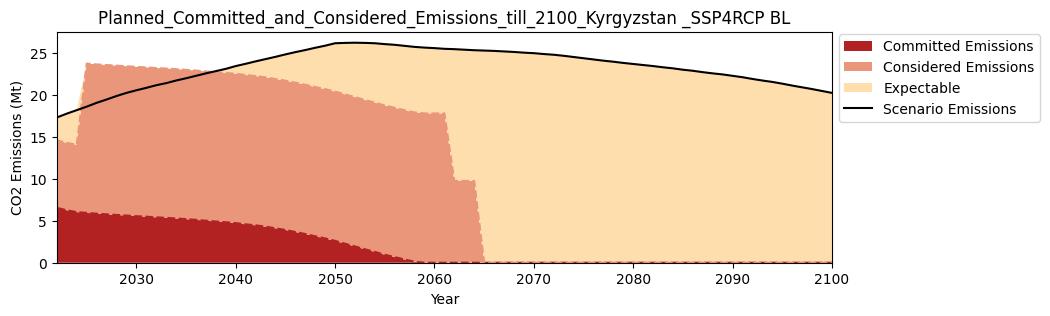 Planned_Committed_and_Considered_Emissions_till_2100_Kyrgyzstan _SSP4RCP BL
Committed Emissions
Considered Emissions
Expectable
Scenario Emissions
CO2 Emissions (Mt)
25
20
15
10
5
0
2030 2040 2050 2060 2070 2080 2090 2100
Year